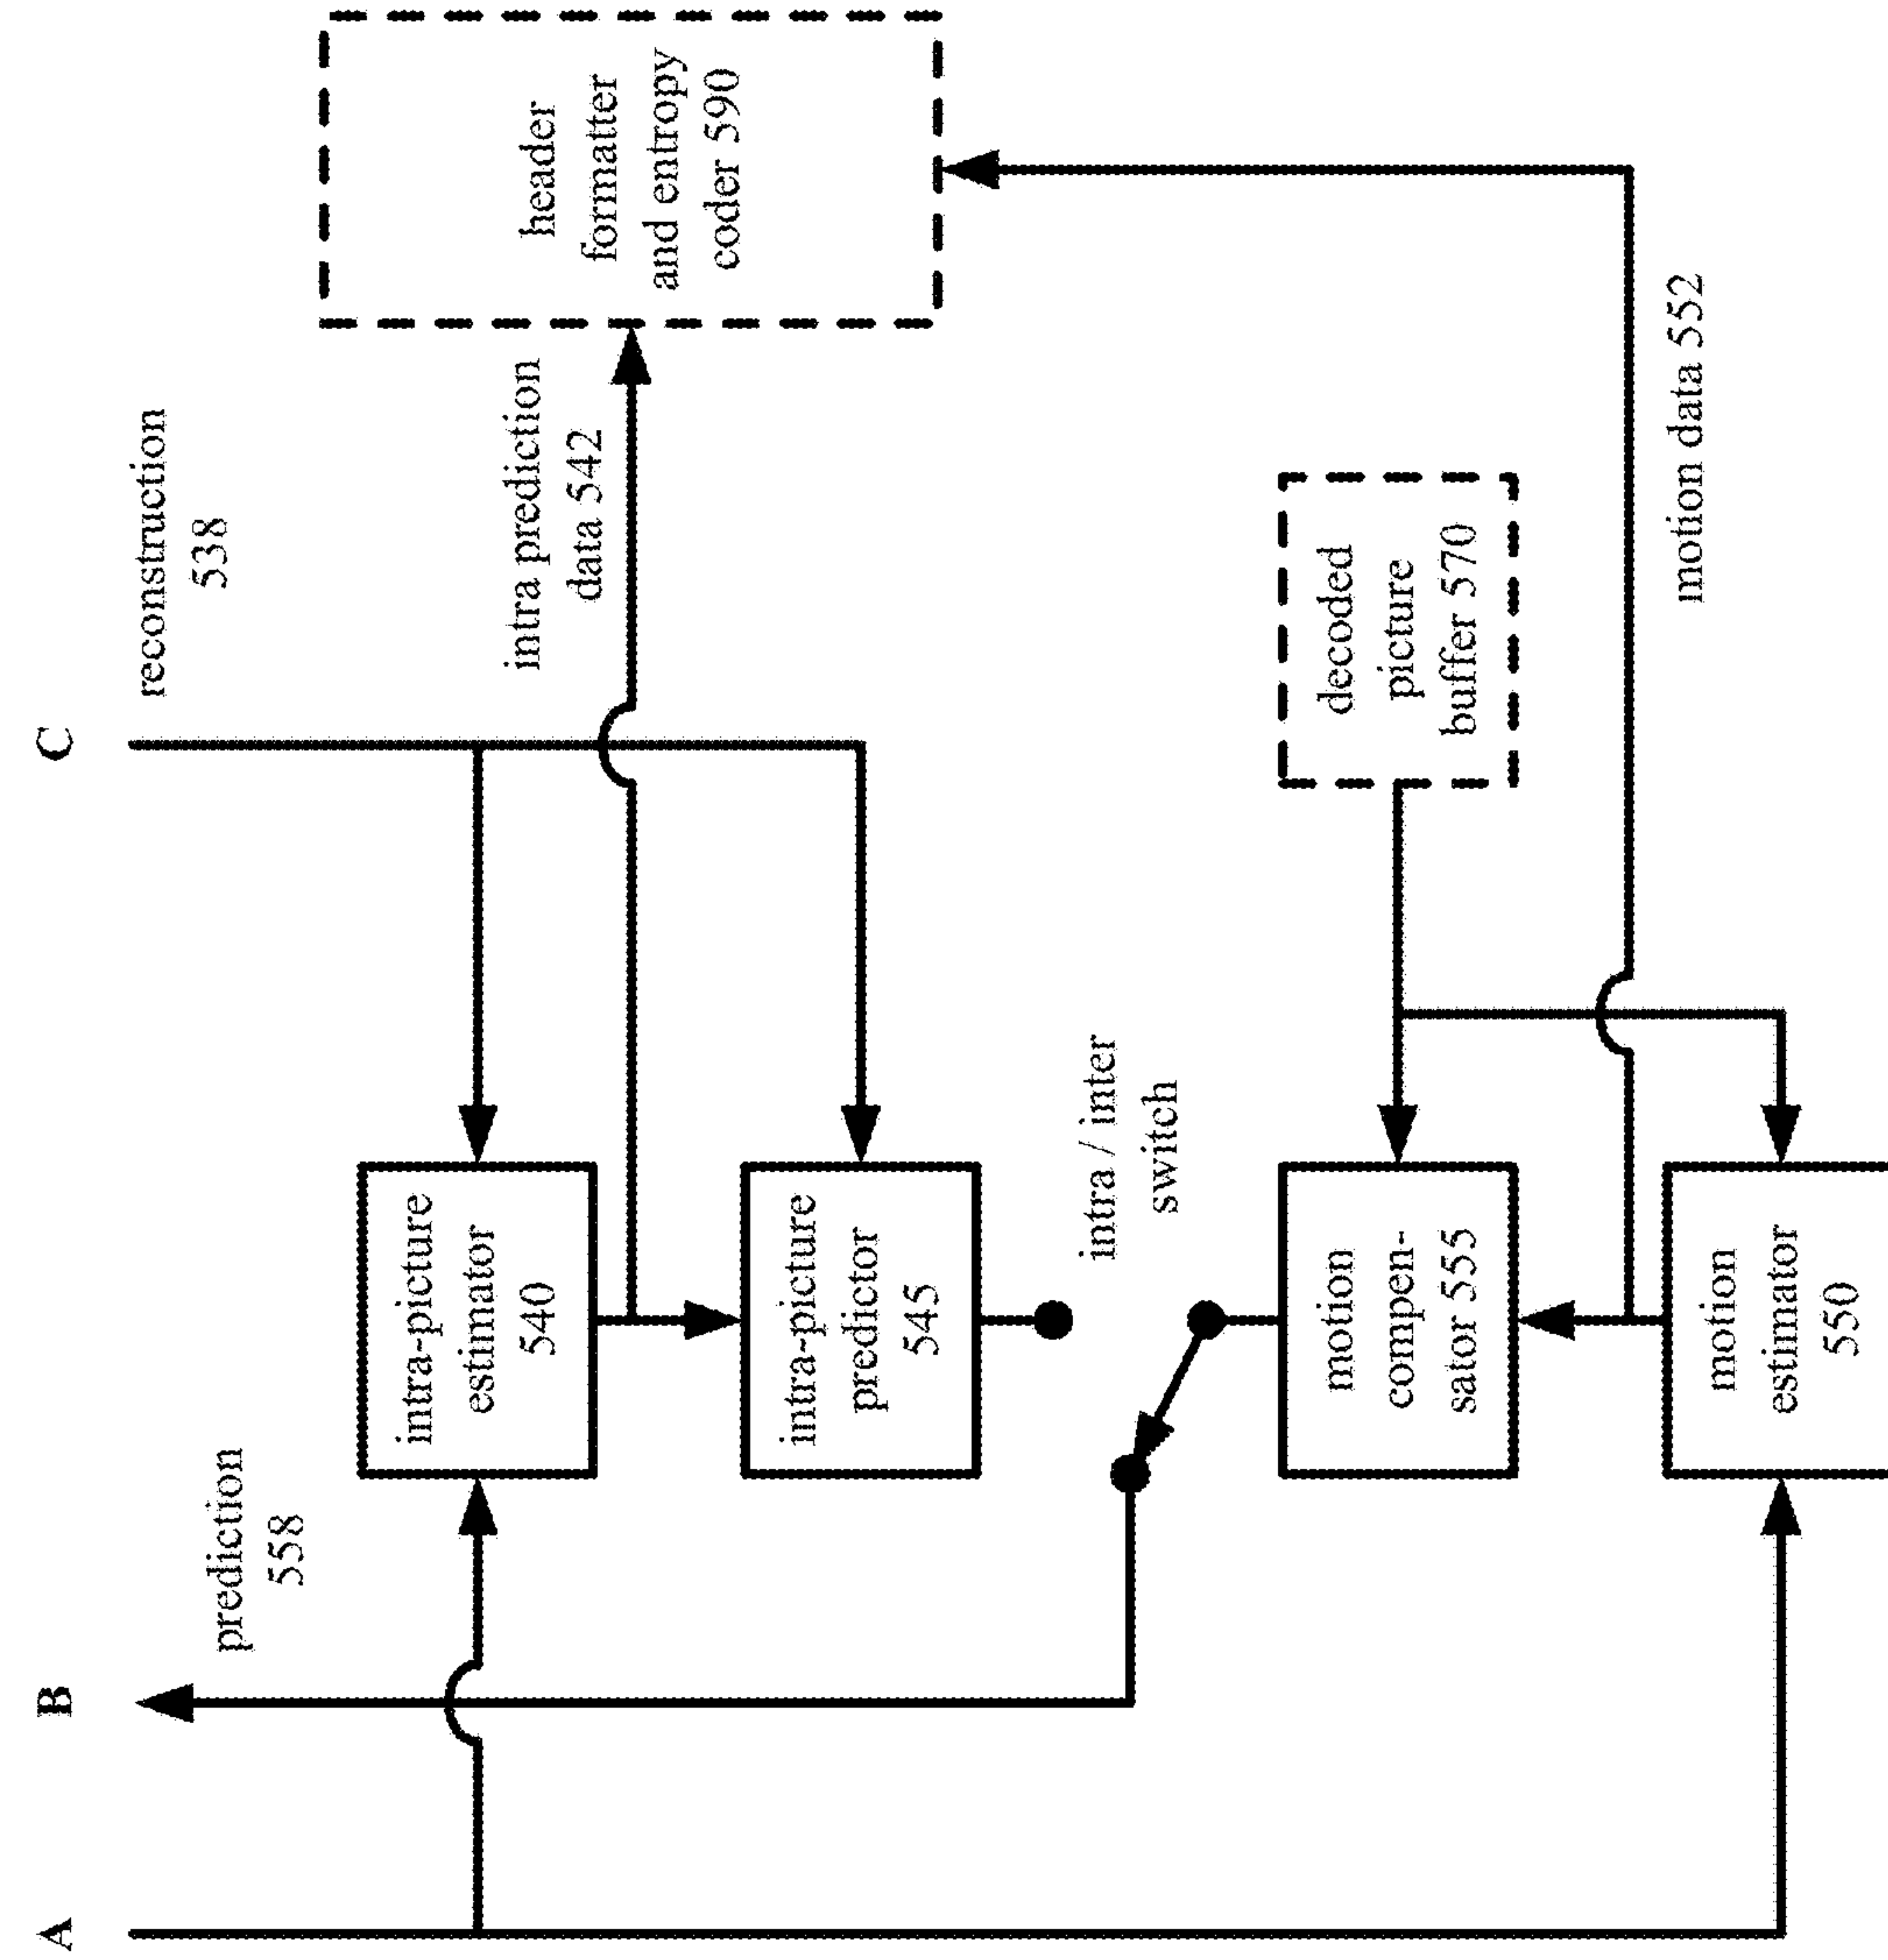 A
B
C
prediction
558
reconstruction
538
intra-picture
estimator
540
intra prediction
data 542
header
formatter
and entropy
coder 590
intra-picture
predictor
545
intra / inter
switch
motion
compen-
sator 555
decoded
picture
buffer 570
motion
estimator
550
motion data 552